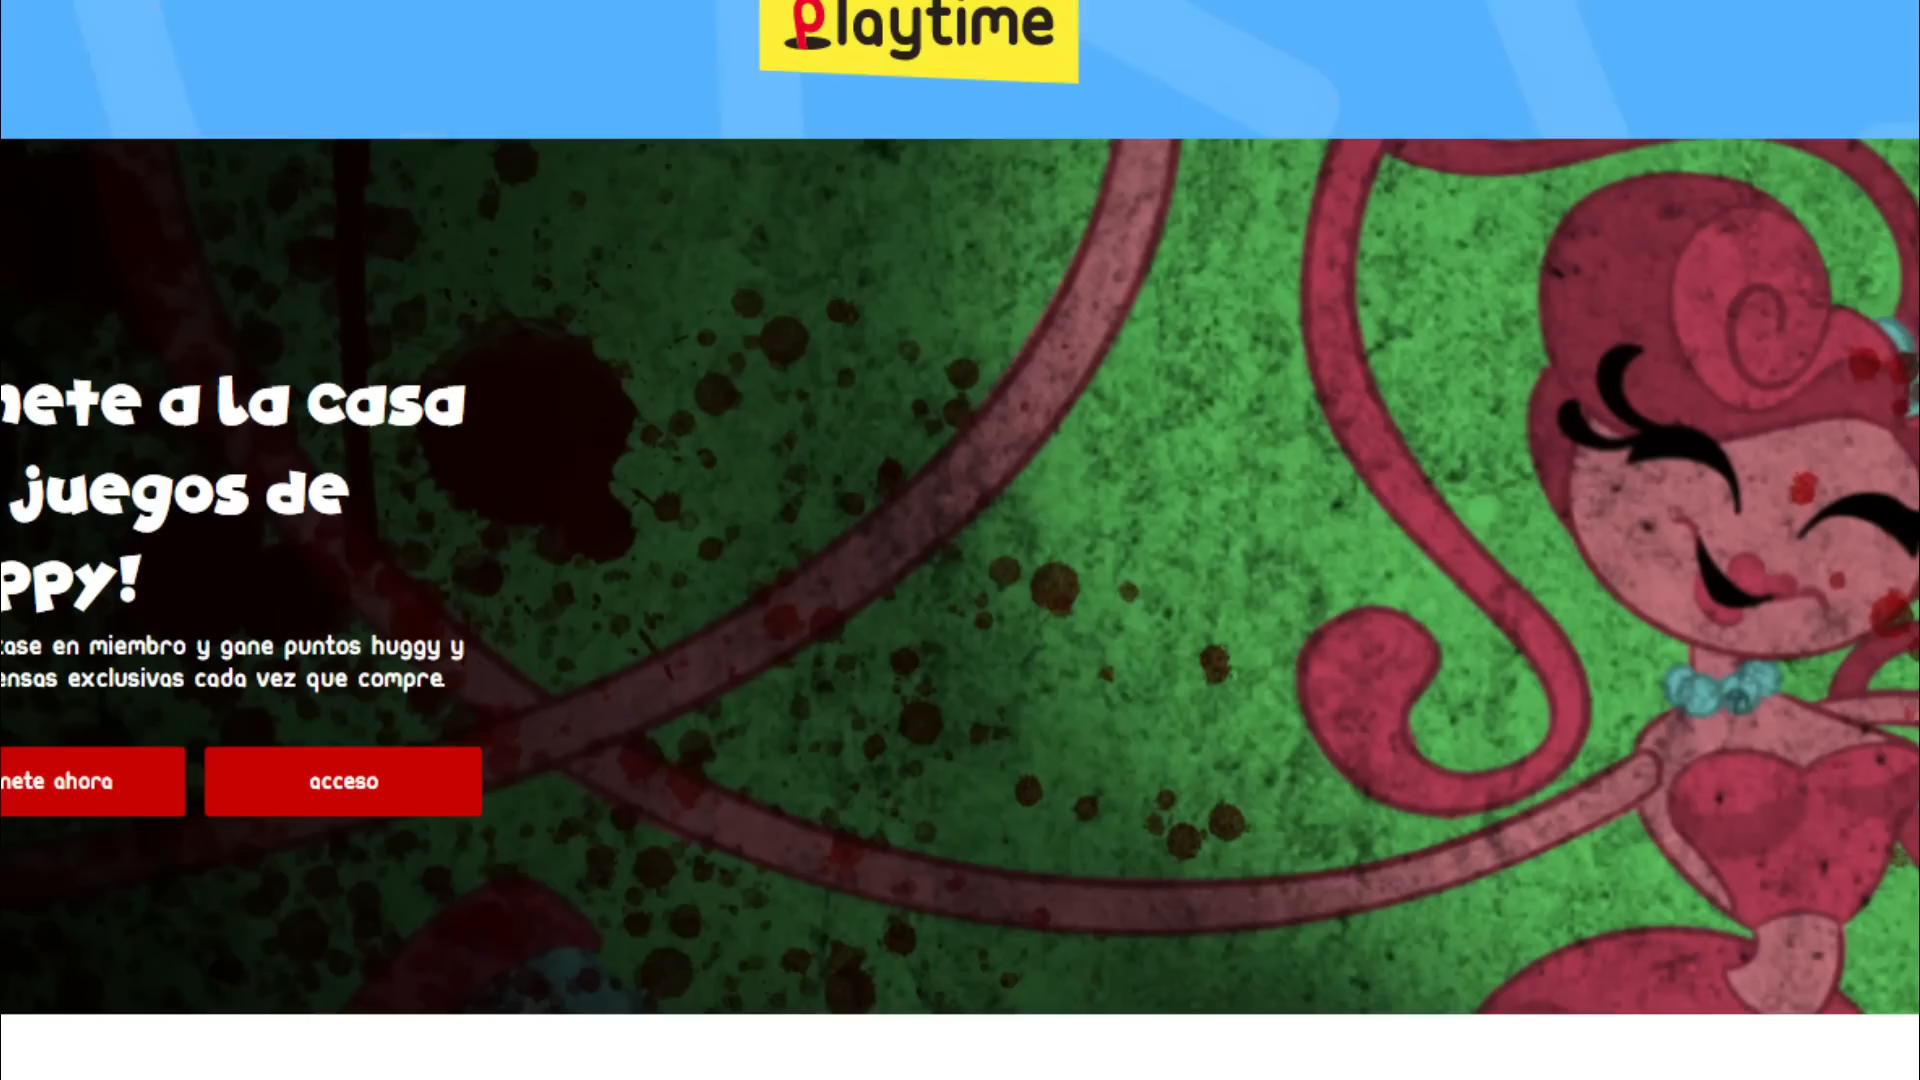 playtime
nete a la casa
juegos de
ppy!
tase en miembro y gane puntos huggy y
ensas exclusivas cada vez que compre
nete ahora
acceso